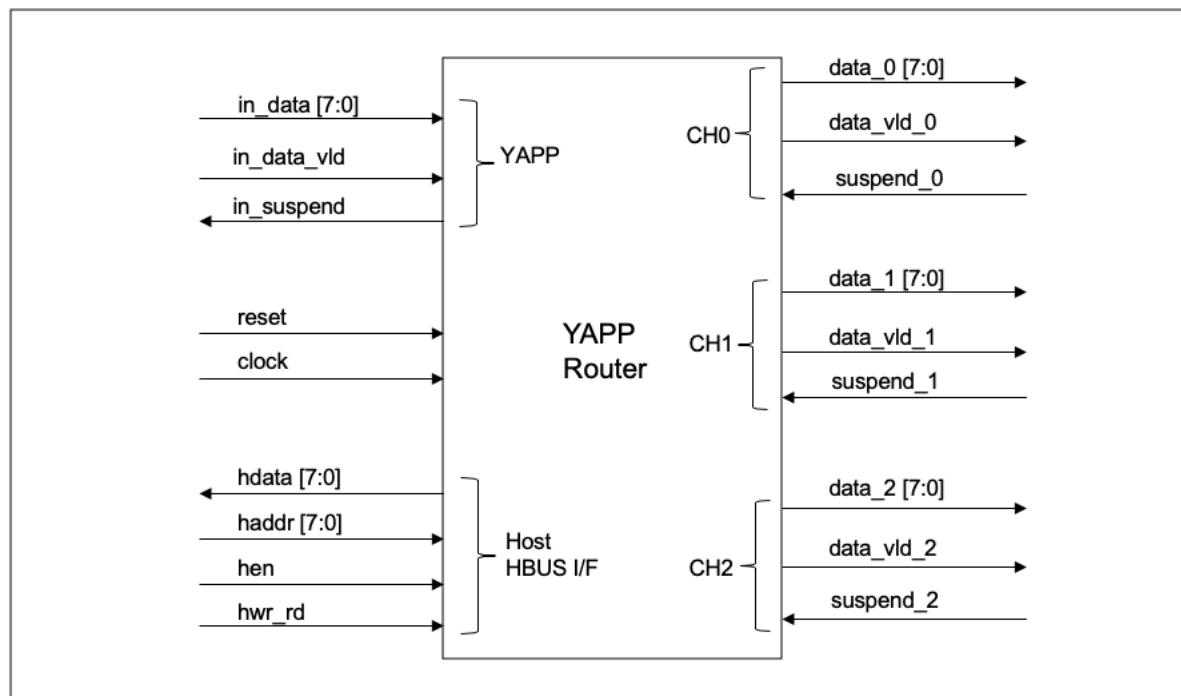 in_data [7:0]
in_data_vld
in_suspend
YAPP
reset
clock
hdata [7:0]
haddr [7:0]
hen
hwr_rd
Host
HBUS I/F
YAPP
Router
CH0
data_0 [7:0]
data_vld_0
suspend_0
CH1
data_1 [7:0]
data_vld_1
suspend_1
CH2
data_2 [7:0]
data_vld_2
suspend_2